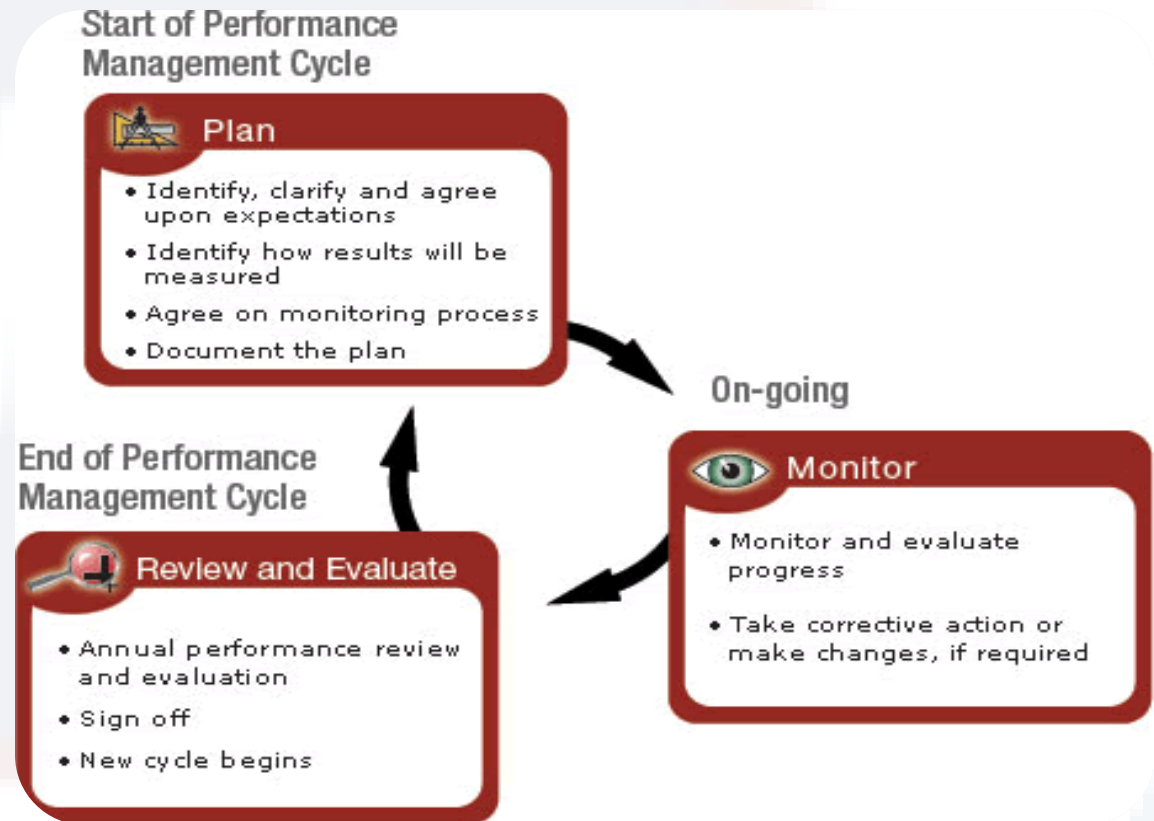 Start of Performance
Management Cycle
Plan
• Identify, clarify and agree
upon expectations
• Identify how results will be
measured
• Agree on monitoring process
• Document the plan
On-going
Monitor
• Monitor and evaluate
progress
• Take corrective action or
make changes, if required
End of Performance
Management Cycle
Review and Evaluate
• Annual performance review
and evaluation
• Sign off
• New cycle begins